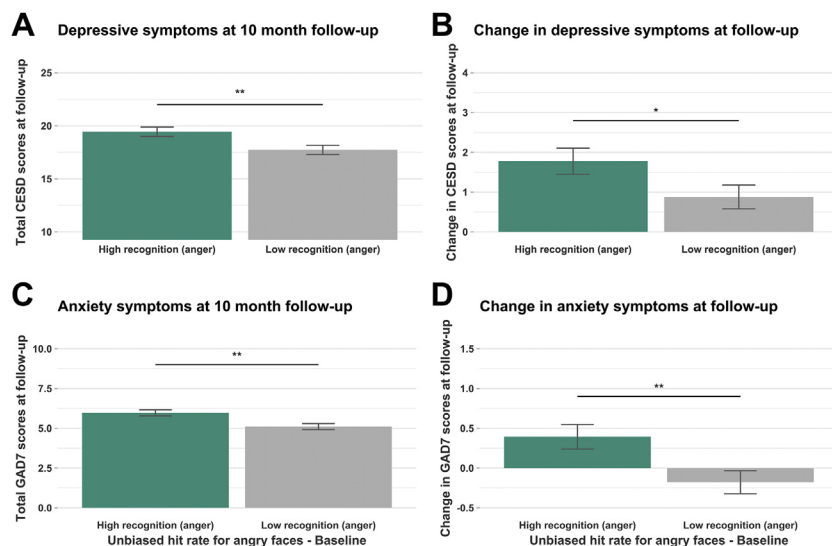 A Depressive symptoms at 10 month follow-up
Total CESD scores at follow-up
25
20
15
10
**
High recognition (anger) Low recognition (anger)
B Change in depressive symptoms at follow-up
Change in CESD scores at follow-up
4
3
2
1
0
*
High recognition (anger) Low recognition (anger)
C Anxiety symptoms at 10 month follow-up
Total GAD7 scores at follow-up
10.0
7.5
5.0
2.5
0.0
**
High recognition (anger) Low recognition (anger)
Unbiased hit rate for angry faces - Baseline
D Change in anxiety symptoms at follow-up
Change in GAD7 scores at follow-up
1.5
1.0
0.5
0.0
-0.5
**
High recognition (anger) Low recognition (anger)
Unbiased hit rate for angry faces - Baseline